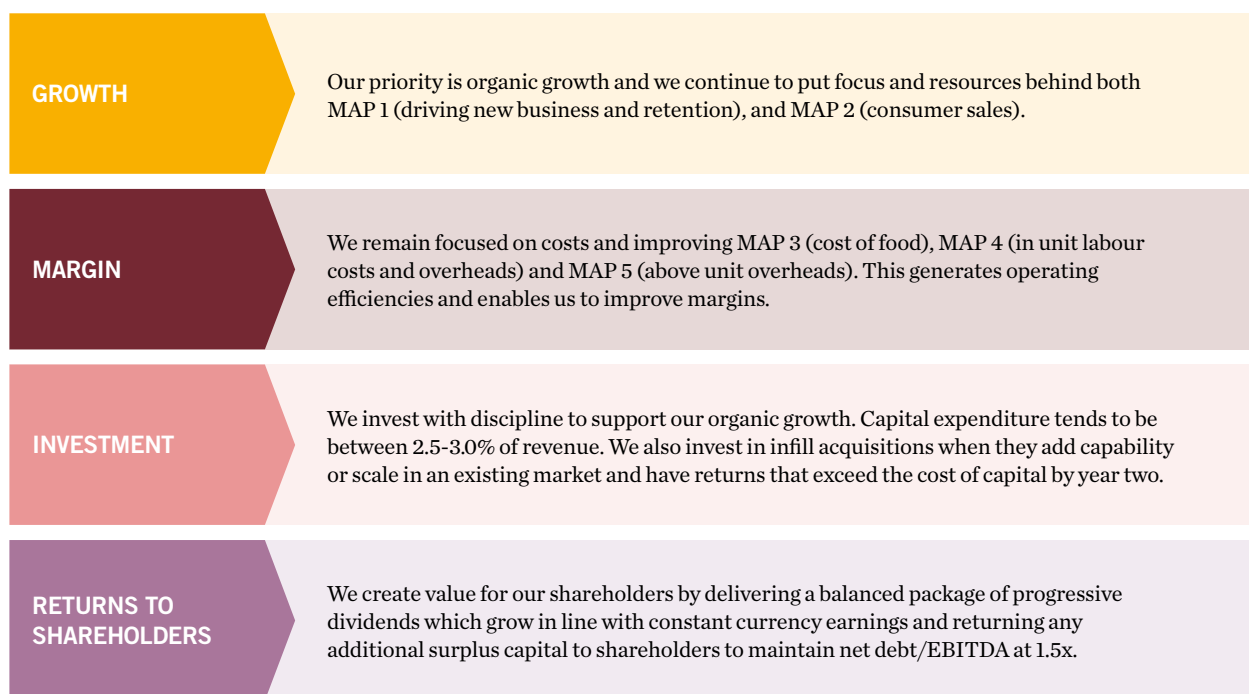 GROWTH
Our priority is organic growth and we continue to put focus and resources behind both
MAP 1 (driving new business and retention), and MAP 2 (consumer sales).
MARGIN
We remain focused on costs and improving MAP 3 (cost of food), MAP 4 (in unit labour
costs and overheads) and MAP 5 (above unit overheads). This generates operating
efficiencies and enables us to improve margins.
INVESTMENT
We invest with discipline to support our organic growth. Capital expenditure tends to be
between 2.5-3.0% of revenue. We also invest in infill acquisitions when they add capability
or scale in an existing market and have returns that exceed the cost of capital by year two.
RETURNS TO
SHAREHOLDERS
We create value for our shareholders by delivering a balanced package of progressive
dividends which grow in line with constant currency earnings and returning any
additional surplus capital to shareholders to maintain net debt/EBITDA at 1.5x.